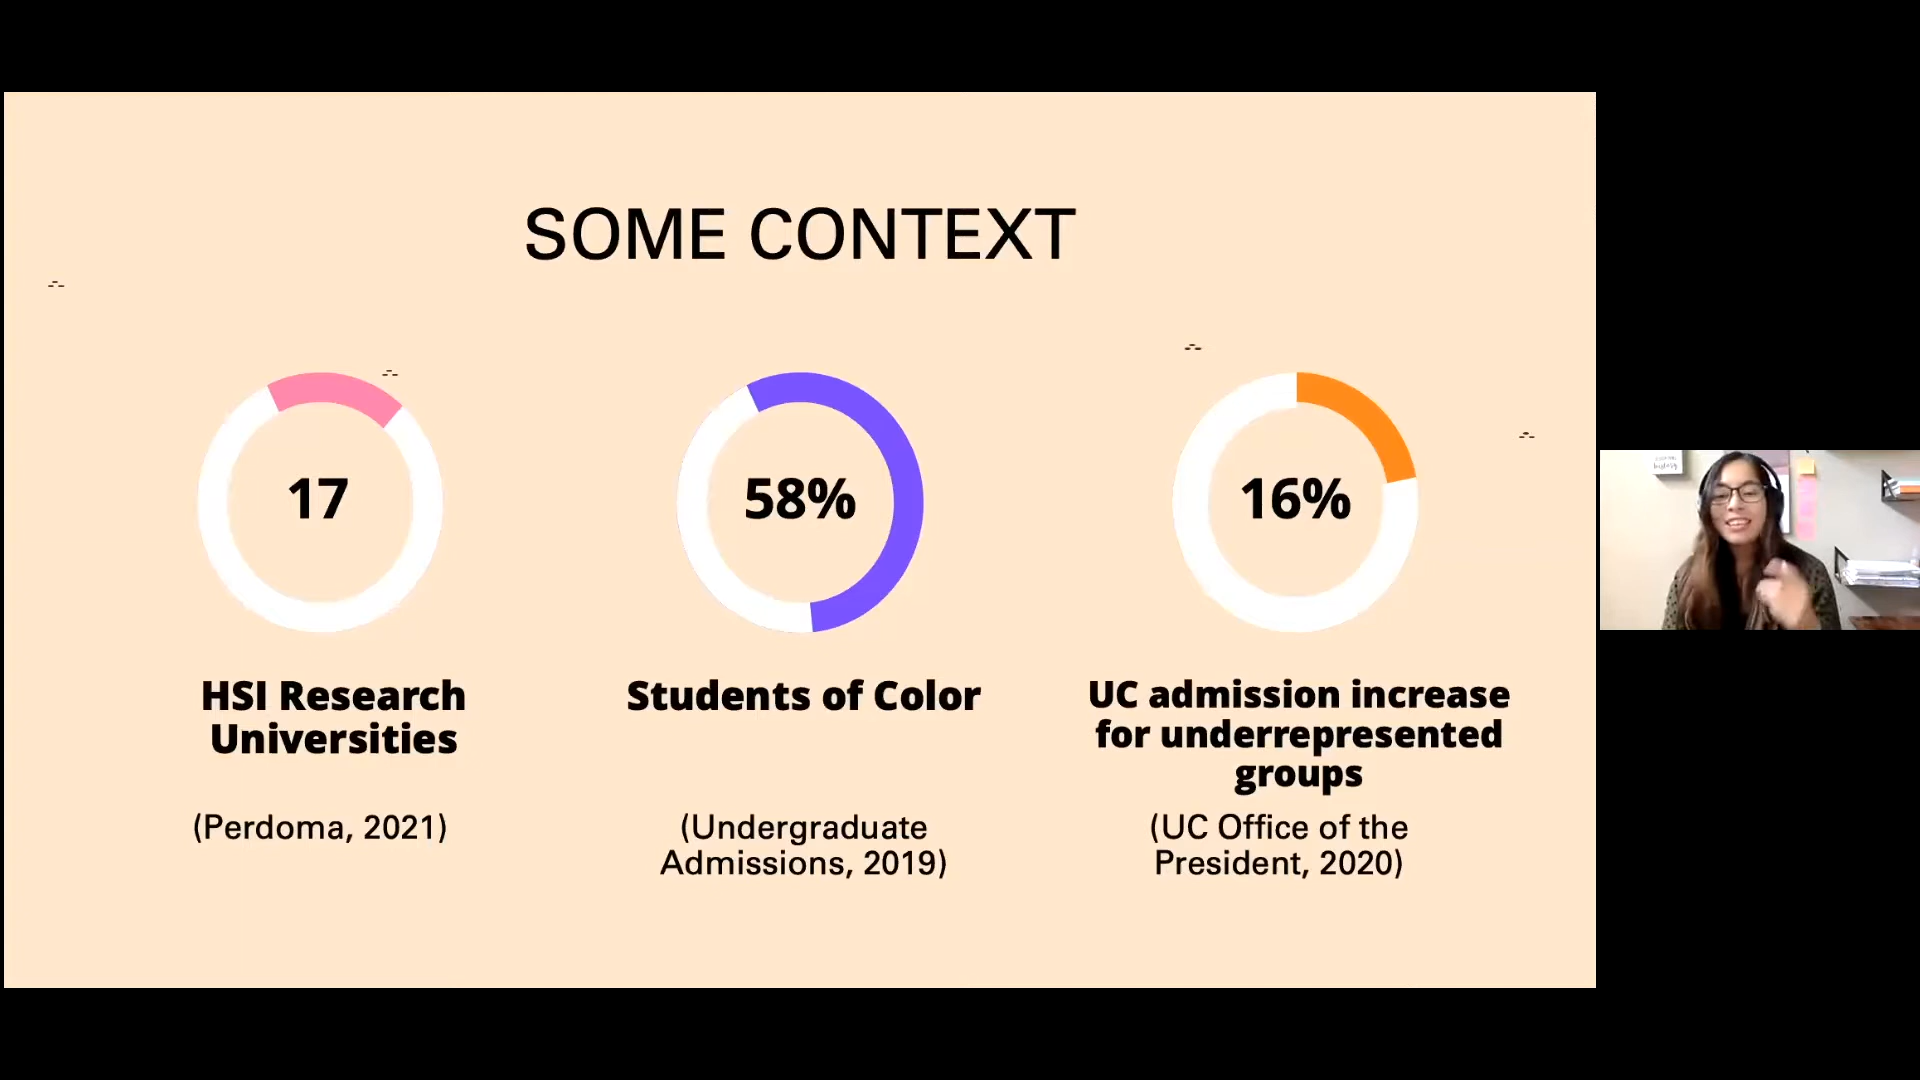 SOME CONTEXT
17
58%
16%
HSI Research
Universities
(Perdoma, 2021)
Students of Color
(Undergraduate
Admissions, 2019)
UC admission increase
for underrepresented
groups
(UC Office of the
President, 2020)